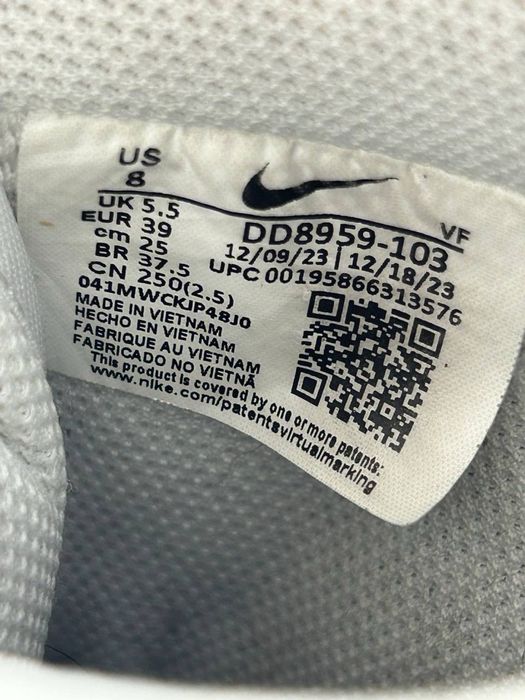 US
8
UK 5.5
EUR 39
cm 25
BR 37.5
CN 250(2.5)
041MWCKJP48J0
VF
DD8959-103
12/09/23 | 12/18/23
UPC 00195866313576
MADE IN VIETNAM
HECHO EN VIETNAM
FABRIQUE AU VIETNAM
FABRICADO NO VIETNÃ
This product is covered by one or more patents:
www.nike.com/patentsvirtualmarking